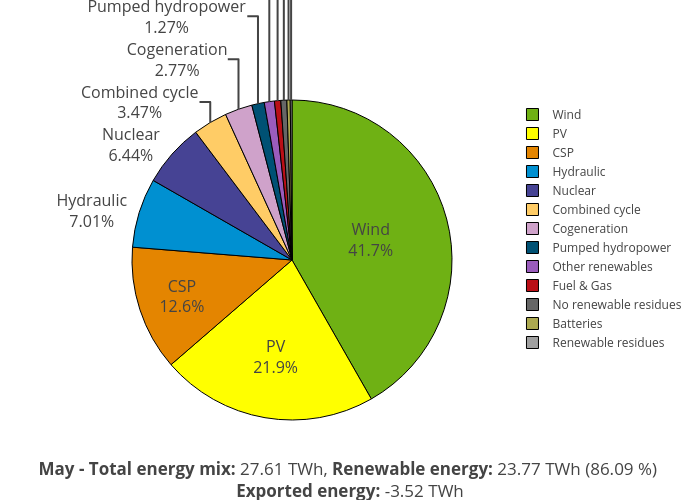 Pumped hydropower
1.27%
Cogeneration
2.77%
Combined cycle
3.47%
Nuclear
6.44%
Hydraulic
7.01%
CSP
12.6%
PV
21.9%
Wind
41.7%
Wind
PV
CSP
Hydraulic
Nuclear
Combined cycle
Cogeneration
Pumped hydropower
Other renewables
Fuel & Gas
No renewable residues
Batteries
Renewable residues
May - Total energy mix: 27.61 TWh, Renewable energy: 23.77 TWh (86.09 %)
Exported energy: -3.52 TWh